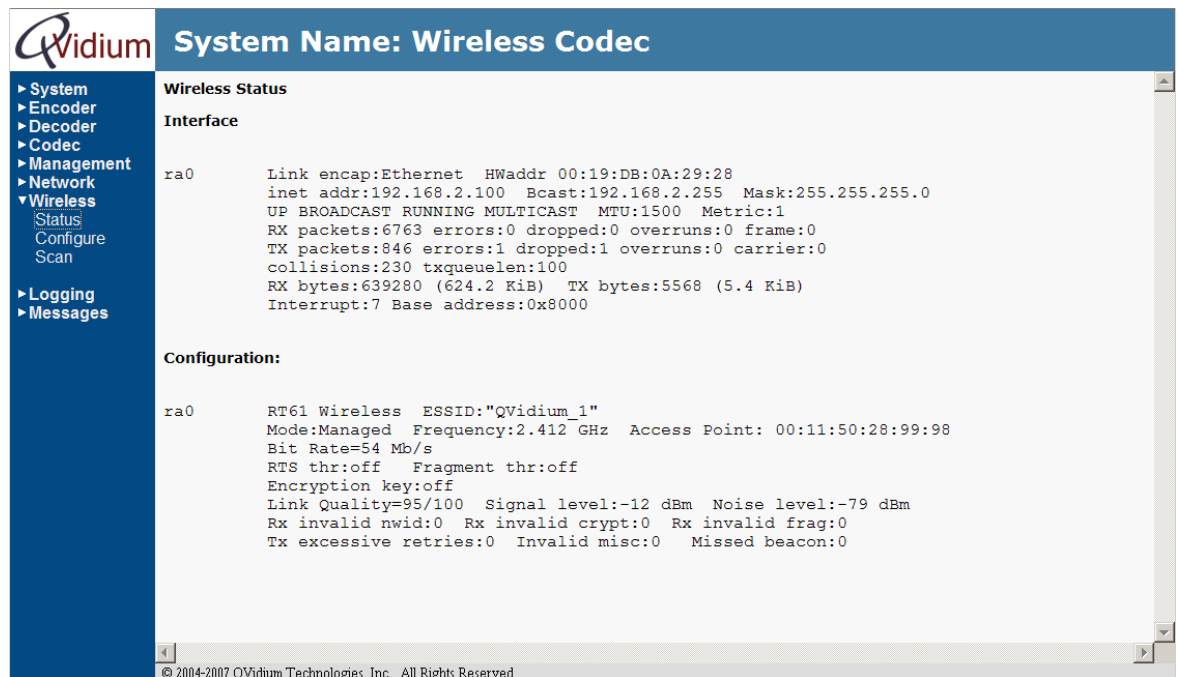 QVidium
System Name: Wireless Codec
System
Encoder
Decoder
Codec
Management
Network
Wireless
Status
Configure
Scan
Logging
Messages
Wireless Status
Interface
ra0 Link encap:Ethernet HWaddr 00:19:DB:0A:29:28
inet addr:192.168.2.100 Bcast:192.168.2.255 Mask:255.255.255.0
UP BROADCAST RUNNING MULTICAST MTU:1500 Metric:1
RX packets:6763 errors:0 dropped:0 overruns:0 frame:0
TX packets:846 errors:1 dropped:1 overruns:0 carrier:0
collisions:230 txqueuelen:100
RX bytes:639280 (624.2 KiB) TX bytes:5568 (5.4 KiB)
Interrupt:7 Base address:0x8000
Configuration:
ra0 RT61 Wireless ESSID:"QVidium_1"
Mode:Managed Frequency:2.412 GHz Access Point: 00:11:50:28:99:98
Bit Rate=54 Mb/s
RTS thr:off Fragment thr:off
Encryption key:off
Link Quality=95/100 Signal level:-12 dBm Noise level:-79 dBm
Rx invalid nwid:0 Rx invalid crypt:0 Rx invalid frag:0
Tx excessive retries:0 Invalid misc:0 Missed beacon:0
© 2004-2007 QVidium Technologies, Inc. All Rights Reserved